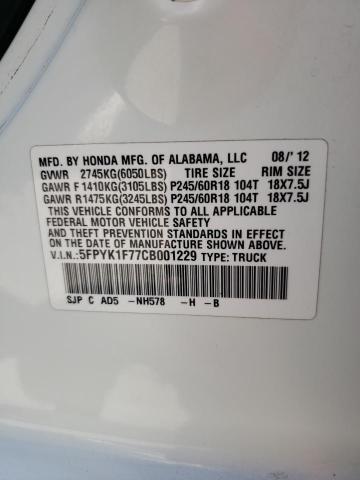 MFD. BY HONDA MFG. OF ALABAMA, LLC 08/' 12
GVWR 2745KG(6050LBS) TIRE SIZE RIM SIZE
GAWR F 1410KG(3105LBS) P245/60R18 104T 18X7.5J
GAWR R 1475KG(3245LBS) P245/60R18 104T 18X7.5J
THIS VEHICLE CONFORMS TO ALL APPLICABLE
FEDERAL MOTOR VEHICLE SAFETY
AND THEFT PREVENTION STANDARDS IN EFFECT
ON THE DATE OF MANUFACTURE SHOWN ABOVE.
V.I.N.: 5FPYK1F77CB001229 TYPE: TRUCK
SJP C AD5 -NH578 -H -B